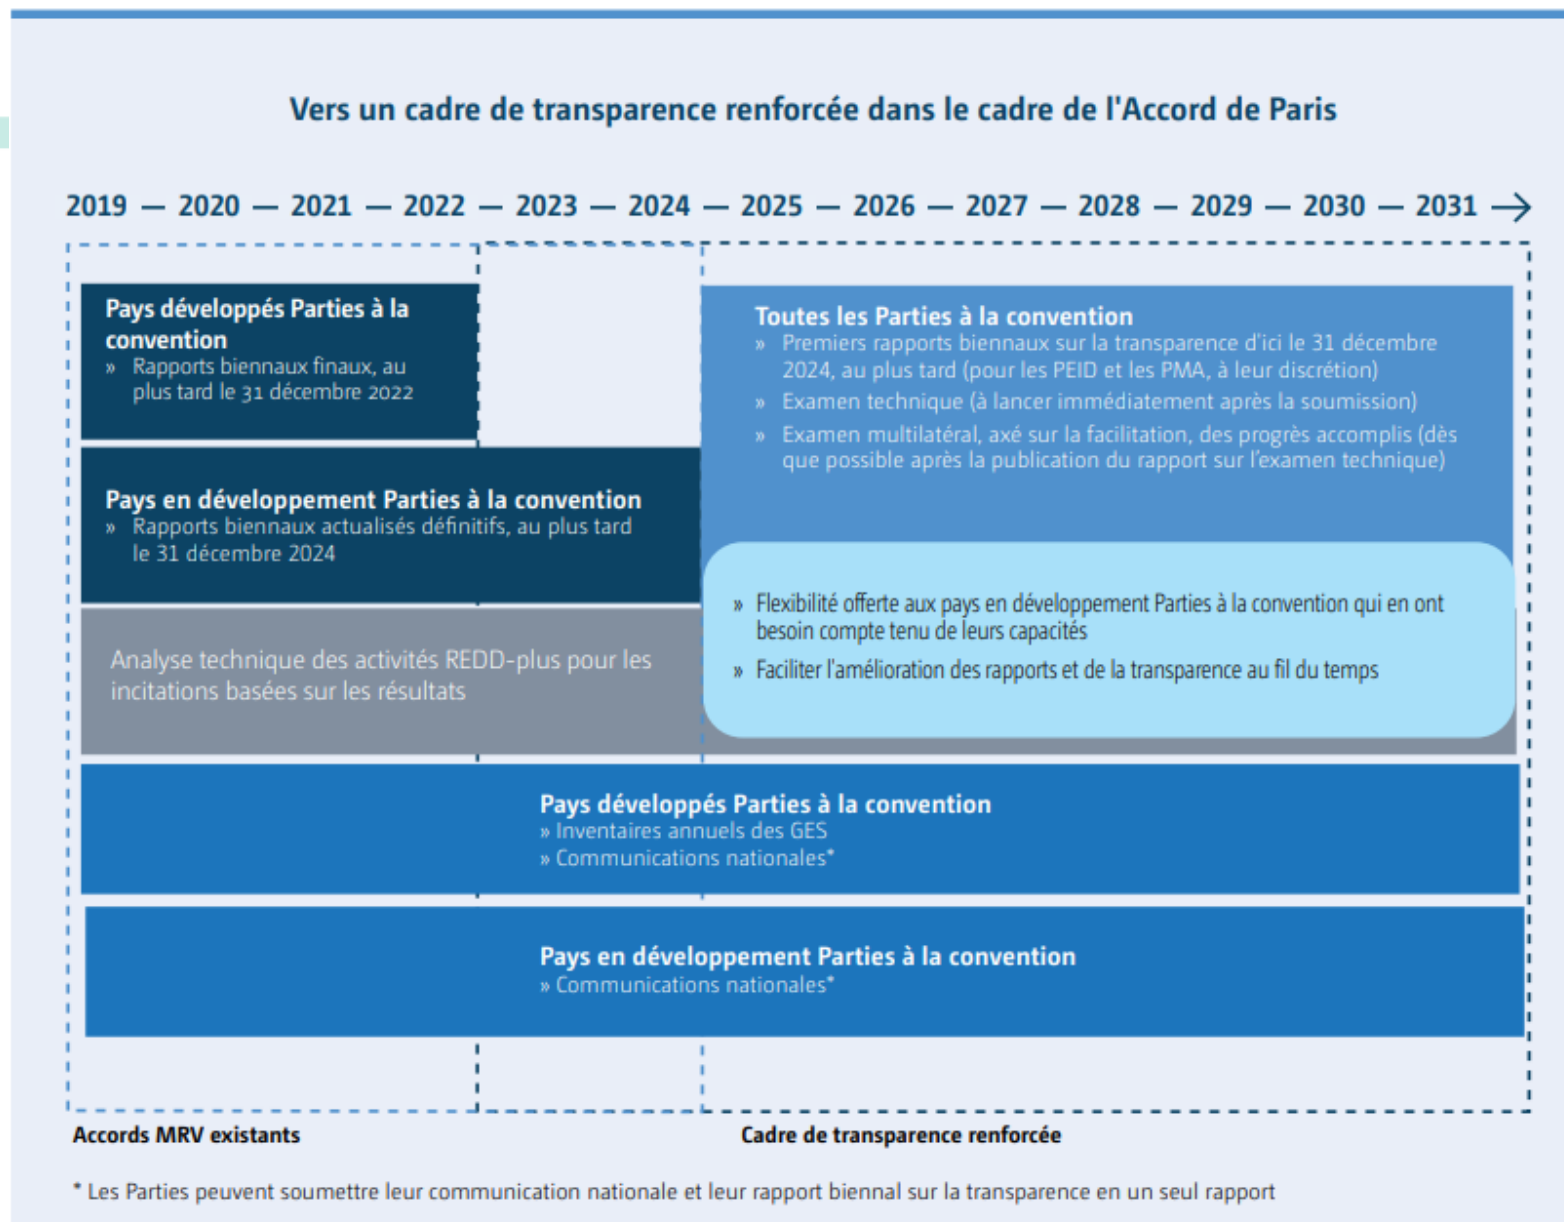 Vers un cadre de transparence renforcée dans le cadre de l'Accord de Paris
2019 — 2020 — 2021 — 2022 — 2023 — 2024 — 2025 — 2026 — 2027 — 2028 — 2029 — 2030 — 2031 →
Pays développés Parties à la
convention
» Rapports biennaux finaux, au
plus tard le 31 décembre 2022
Pays en développement Parties à la convention
» Rapports biennaux actualisés définitifs, au plus tard
le 31 décembre 2024
Toutes les Parties à la convention
» Premiers rapports biennaux sur la transparence d'ici le 31 décembre
2024, au plus tard (pour les PEID et les PMA, à leur discrétion)
» Examen technique (à lancer immédiatement après la soumission)
» Examen multilatéral, axé sur la facilitation, des progrès accomplis (dès
que possible après la publication du rapport sur l'examen technique)
» Flexibilité offerte aux pays en développement Parties à la convention qui en ont
besoin compte tenu de leurs capacités
» Faciliter l'amélioration des rapports et de la transparence au fil du temps
Analyse technique des activités REDD-plus pour les
incitations basées sur les résultats
Pays développés Parties à la convention
» Inventaires annuels des GES
» Communications nationales*
Pays en développement Parties à la convention
» Communications nationales*
Accords MRV existants
Cadre de transparence renforcée
* Les Parties peuvent soumettre leur communication nationale et leur rapport biennal sur la transparence en un seul rapport